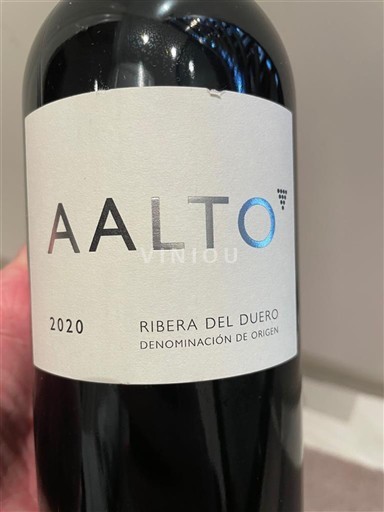 AALTO
VINIOU
2020
RIBERA DEL DUERO
DENOMINACIÓN DE ORIGEN